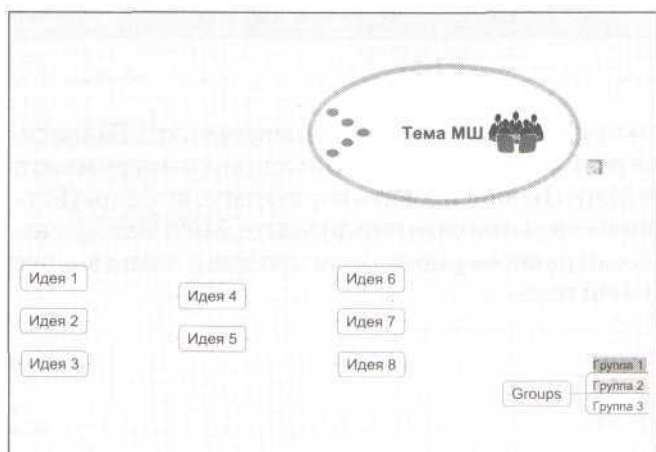 Тема МШ
Идея 1
Идея 2
Идея 3
Идея 4
Идея 5
Идея 6
Идея 7
Идея 8
Groups
Группа 1
Группа 2
Группа 3